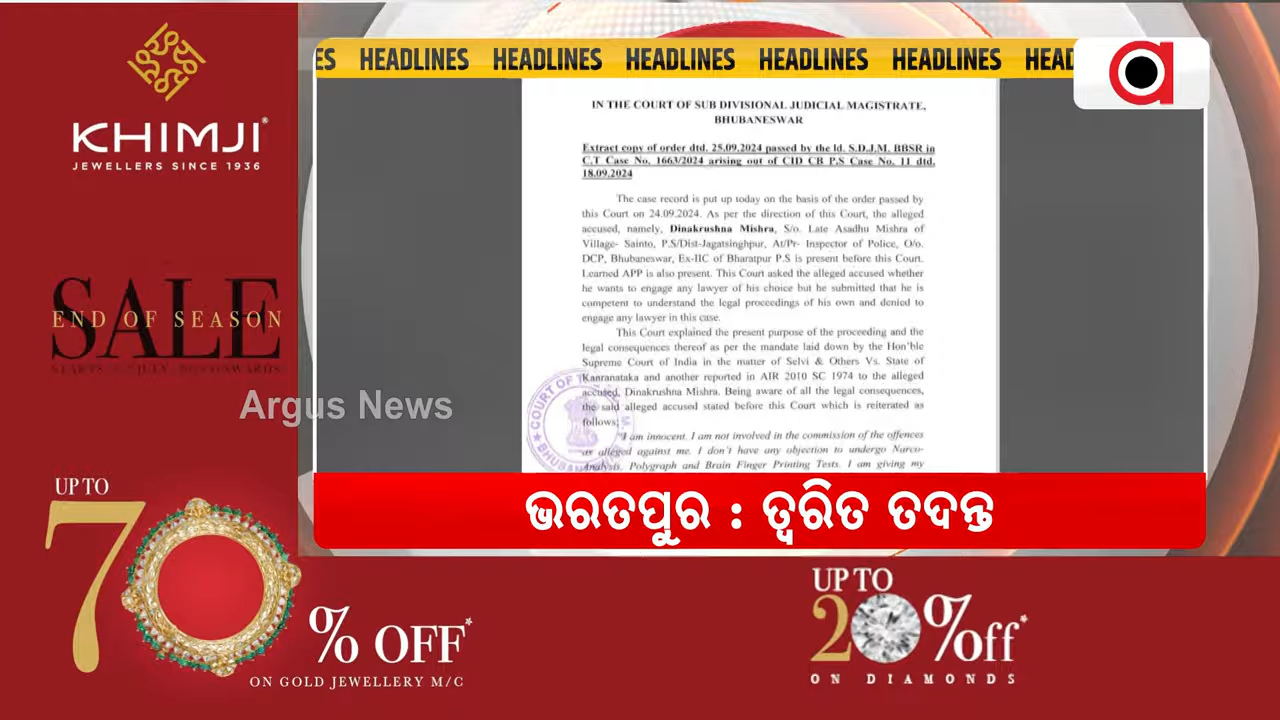 KHIMJI®
JEWELLERS SINCE 1936
SALE
END OF SEASON
UP TO
70% OFF*
ON GOLD JEWELLERY M/C
UP TO
20%off*
ON DIAMONDS
ES HEADLINES HEADLINES HEADLINES HEADLINES HEADLINES HEAD
a
IN THE COURT OF SUB DIVISIONAL JUDICIAL MAGISTRATE,
BHUBANESWAR
Extract copy of order dtd. 25.09.2024 passed by the ld. S.D.J.M. BBSR in
C.T Case No. 1663/2024 arising out of CID CB P.S Case No. 11 dtd.
18.09.2024
The case record is put up today on the basis of the order passed by
this Court on 24.09.2024. As per the direction of this Court, the alleged
accused, namely, Dinakrushna Mishra, S/o. Late Asadhu Mishra of
Village- Sainto, P.S/Dist-Jagatsinghpur, At/Pr- Inspector of Police, O/o.
DCP, Bhubaneswar, Ex-IIC of Bharatpur P.S is present before this Court.
Learned APP is also present. This Court asked the alleged accused whether
he wants to engage any lawyer of his choice but he submitted that he is
competent to understand the legal proceedings of his own and denied to
engage any lawyer in this case.
This Court explained the present purpose of the proceeding and the
legal consequences thereof as per the mandate laid down by the Hon'ble
Supreme Court of India in the matter of Selvi & Others Vs. State of
Kanranataka and another reported in AIR 2010 SC 1974 to the alleged
accused, Dinakrushna Mishra. Being aware of all the legal consequences,
the said alleged accused stated before this Court which is reiterated as
follows;
"I am innocent. I am not involved in the commission of the offences
as alleged against me. I don't have any objection to undergo Narco-
Analysis, Polygraph and Brain Finger Printing Tests. I am giving my
Argus News
ଭରତପୁର : ତ୍ୱରିତ ତଦନ୍ତ